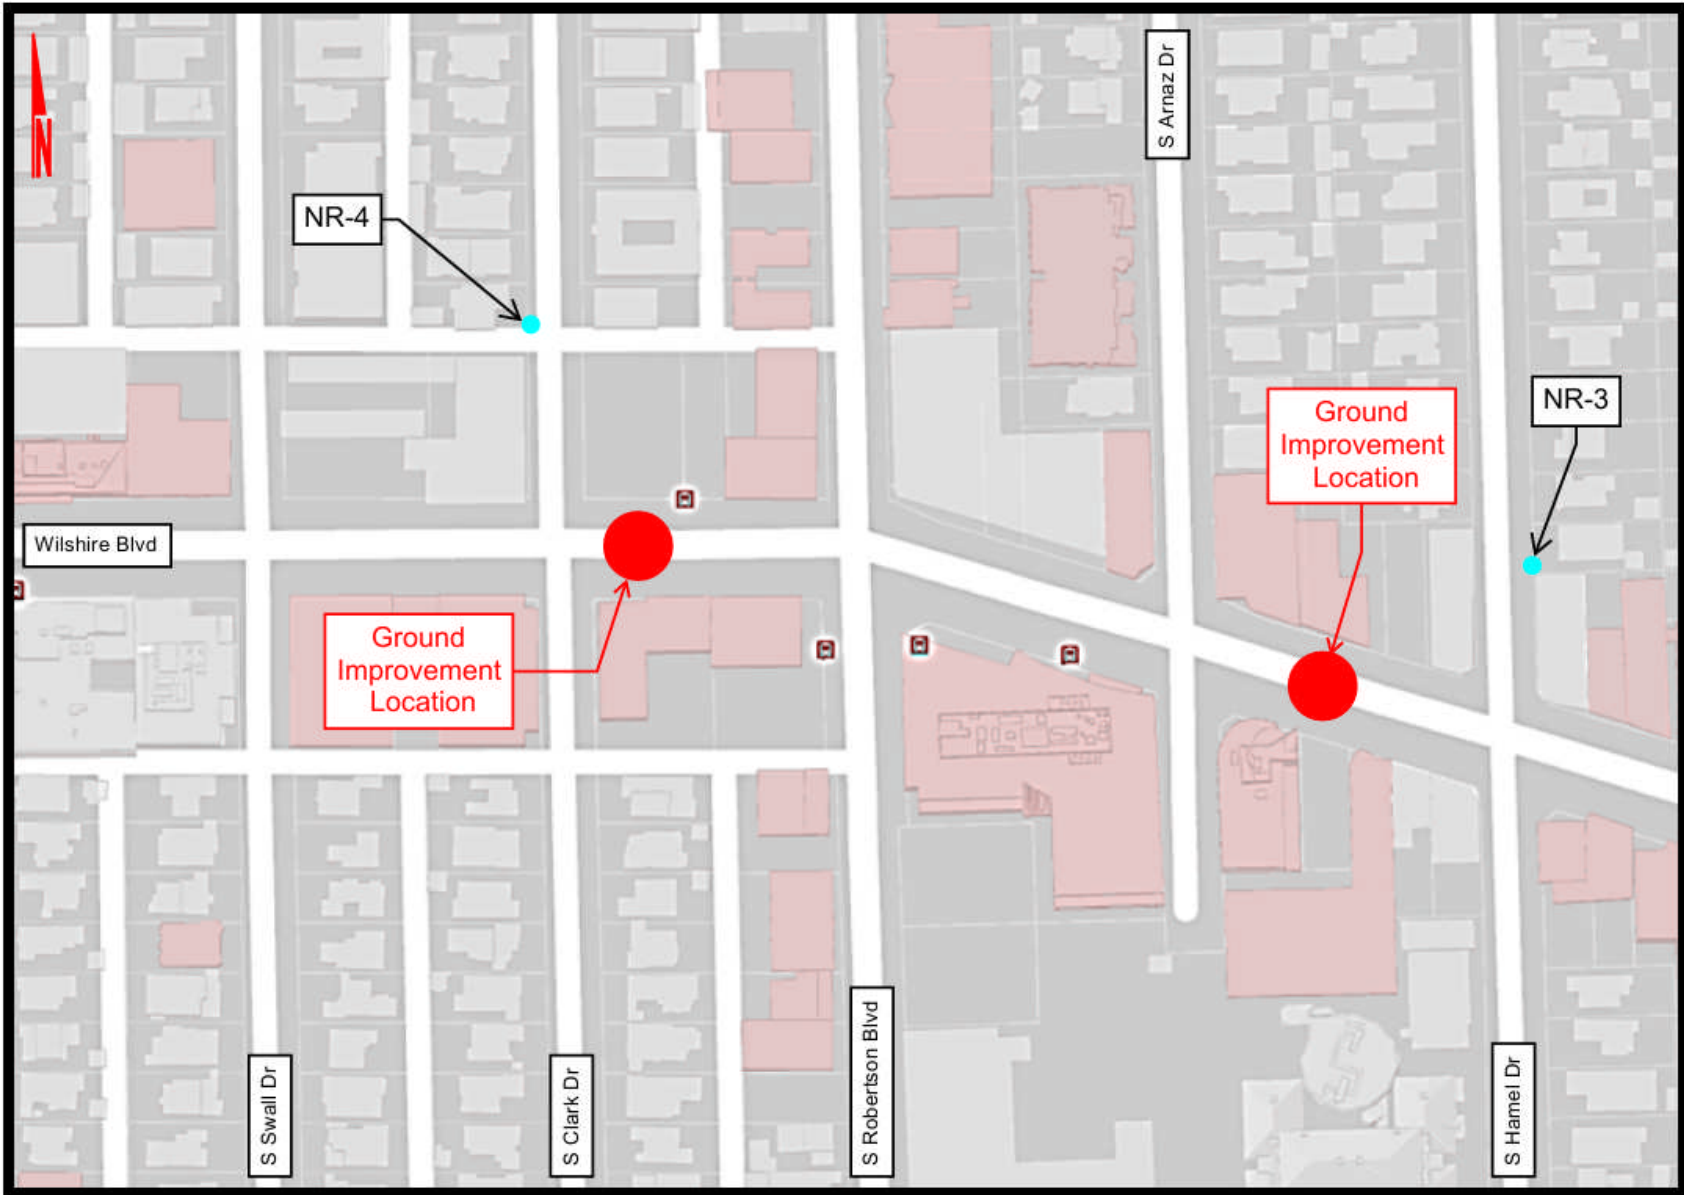 S Arnaz Dr
N
NR-4
NR-3
Ground
Improvement
Location
Wilshire Blvd
Ground
Improvement
Location
S Swall Dr
S Clark Dr
S Robertson Blvd
S Hamel Dr